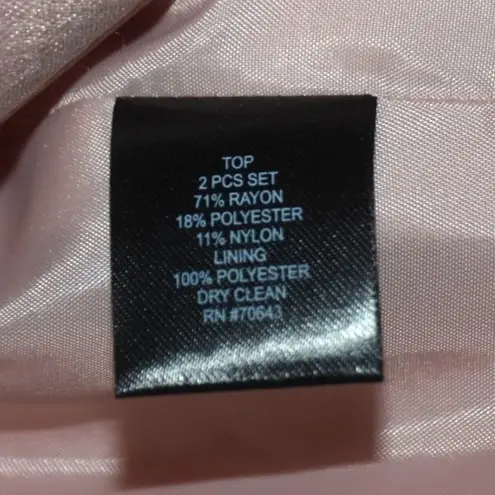 TOP
2 PCS SET
71% RAYON
18% POLYESTER
11% NYLON
LINING
100% POLYESTER
DRY CLEAN
RN #70643